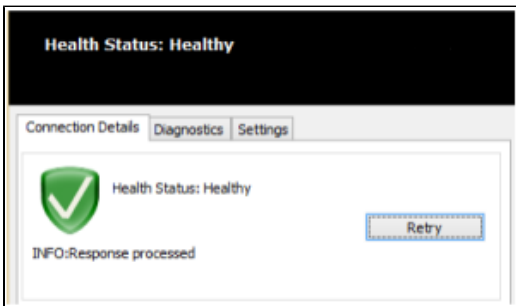 Health Status: Healthy
Connection Details Diagnostics Settings
Health Status: Healthy
Retry
INFO:Response processed